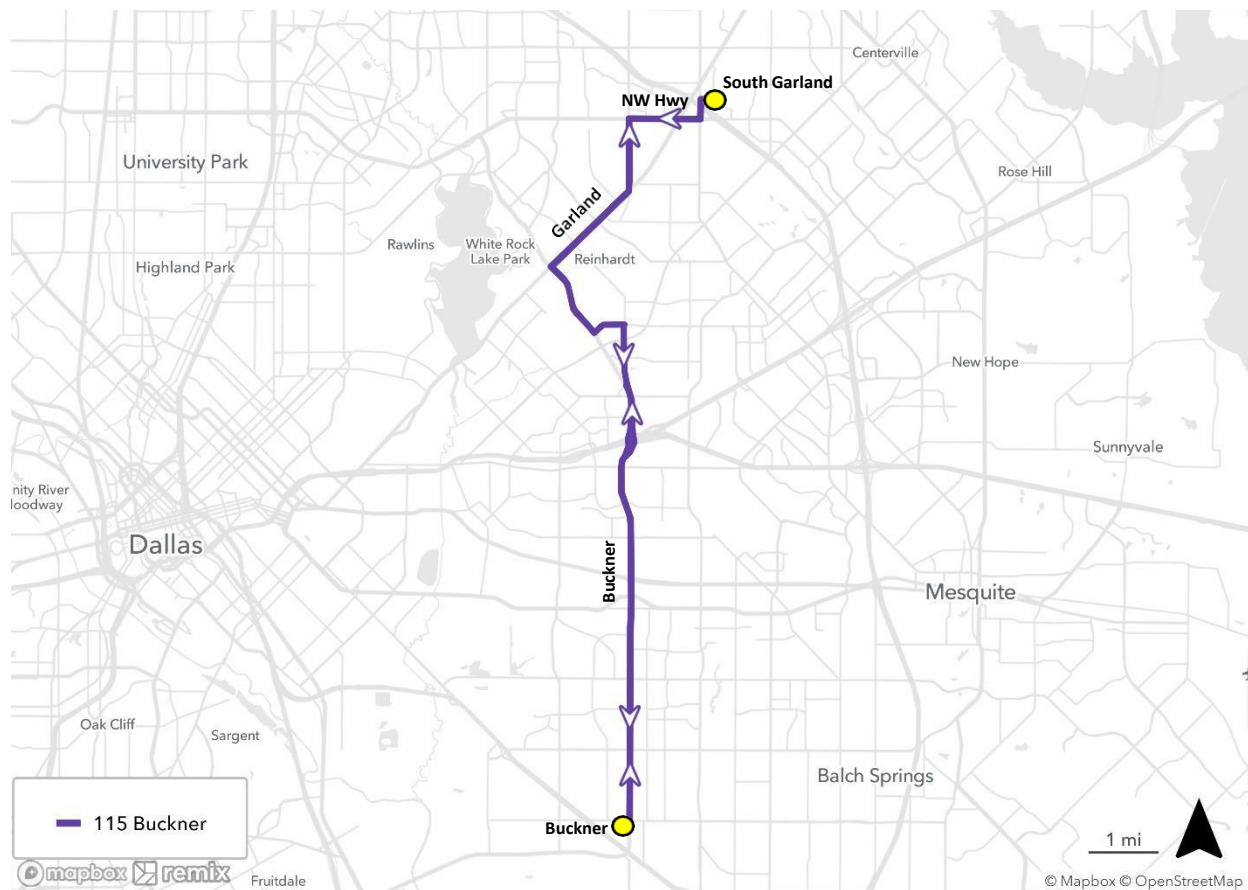 Centerville
South Garland
NW Hwy
University Park
Rose Hill
Garland
Rawlins
White Rock
Lake Park
Reinhardt
Highland Park
New Hope
Sunnyvale
nity River
loodway
Dallas
Buckner
Mesquite
Oak Cliff
Sargent
Balch Springs
115 Buckner
Buckner
1 mi
mapbox remix
Fruitdale
© Mapbox © OpenStreetMap